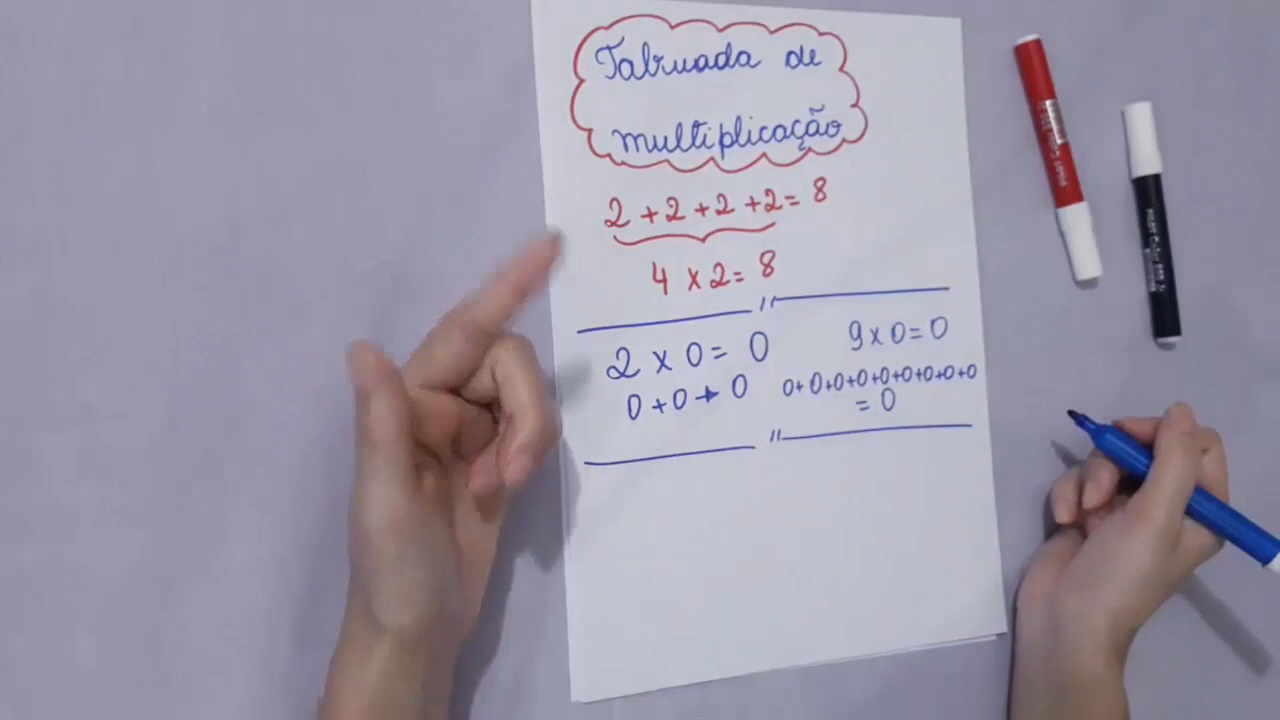 Tabuada de
multiplicação
2 + 2 + 2 + 2 = 8
4 x 2 = 8
2 x 0 = 0
0 + 0 + 0
9 x 0 = 0
0+0+0+0+0+0+0+0+0
= 0